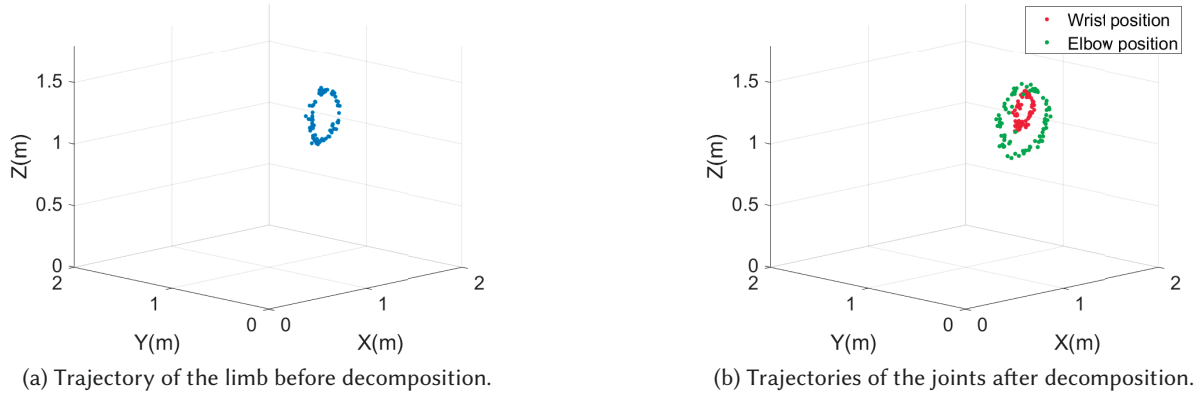 1.5
1
0.5
0
2
1
0
0
1
2
Z(m)
Y(m)
X(m)
(a) Trajectory of the limb before decomposition.
Wrist position
Elbow position
1.5
1
0.5
0
2
1
0
0
1
2
Z(m)
Y(m)
X(m)
(b) Trajectories of the joints after decomposition.